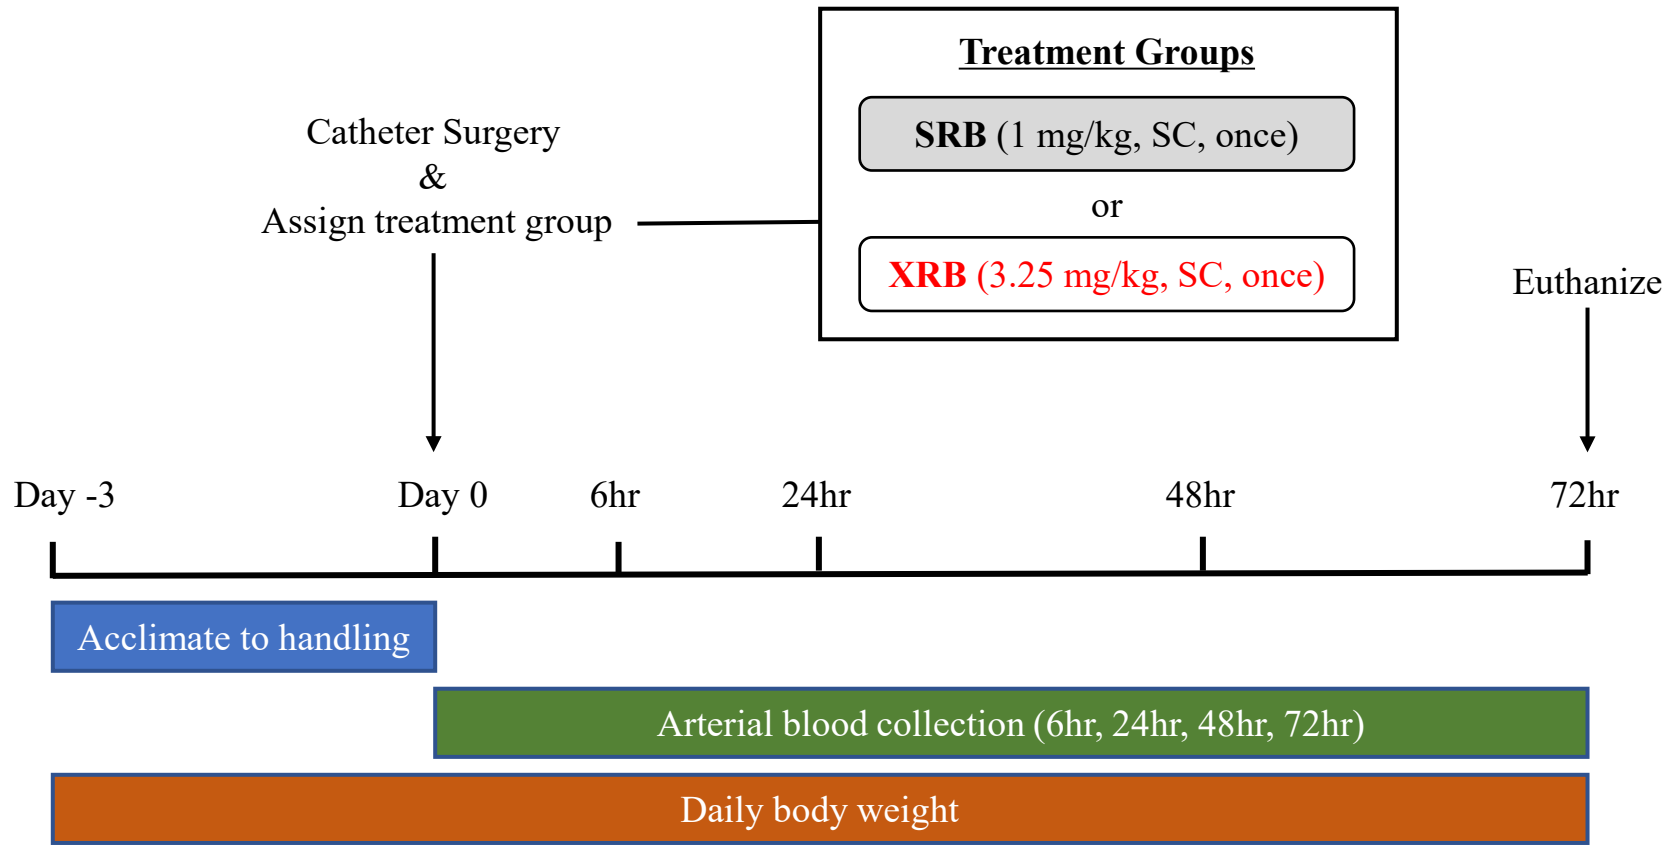 Treatment Groups
SRB (1 mg/kg, SC, once)
or
XRB (3.25 mg/kg, SC, once)
Catheter Surgery
&
Assign treatment group
Euthanize
Day -3
Day 0
6hr
24hr
48hr
72hr
Acclimate to handling
Arterial blood collection (6hr, 24hr, 48hr, 72hr)
Daily body weight